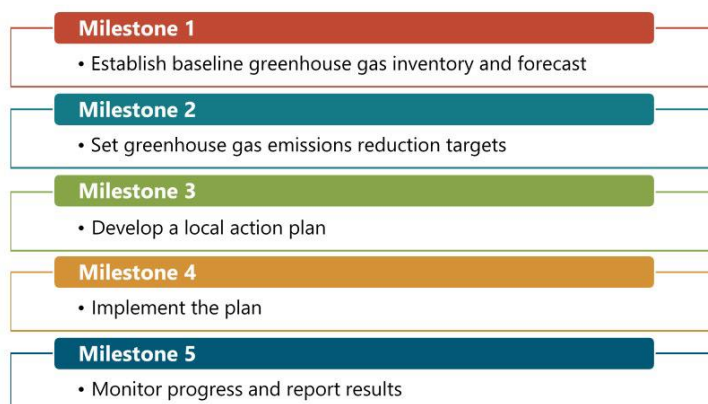 Milestone 1
• Establish baseline greenhouse gas inventory and forecast
Milestone 2
• Set greenhouse gas emissions reduction targets
Milestone 3
• Develop a local action plan
Milestone 4
• Implement the plan
Milestone 5
• Monitor progress and report results